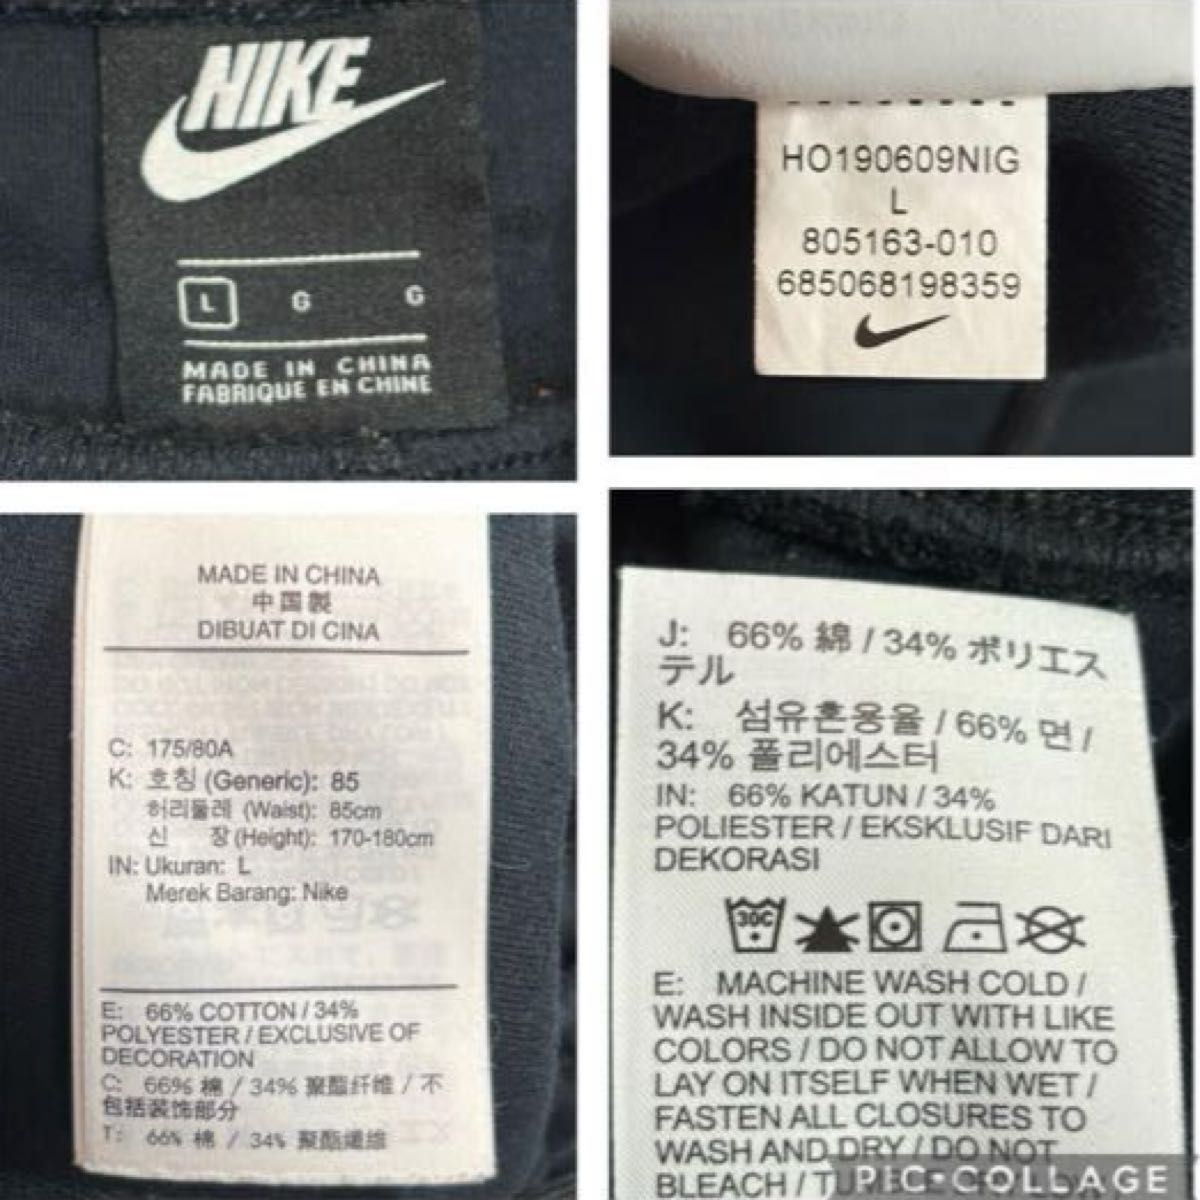 NIKE
L G G
MADE IN CHINA
FABRIQUE EN CHINE
HO190609NIG
L
805163-010
685068198359
MADE IN CHINA
中国製
DIBUAT DI CINA
C: 175/80A
K: 호칭 (Generic): 85
허리둘레 (Waist): 85cm
신 장 (Height): 170-180cm
IN: Ukuran: L
Merek Barang: Nike
E: 66% COTTON / 34%
POLYESTER / EXCLUSIVE OF
DECORATION
C: 66% 棉 / 34% 聚酯纤维 / 不
包括装饰部分
T: 66% 棉 / 34% 聚酯纖維
J: 66% 綿 / 34% ポリエス
テル
K: 섬유혼용율 / 66% 면 /
34% 폴리에스터
IN: 66% KATUN / 34%
POLIESTER / EKSKLUSIF DARI
DEKORASI
30C
E: MACHINE WASH COLD /
WASH INSIDE OUT WITH LIKE
COLORS / DO NOT ALLOW TO
LAY ON ITSELF WHEN WET /
FASTEN ALL CLOSURES TO
WASH AND DRY / DO NOT
BLEACH /
PIC•COLLAGE